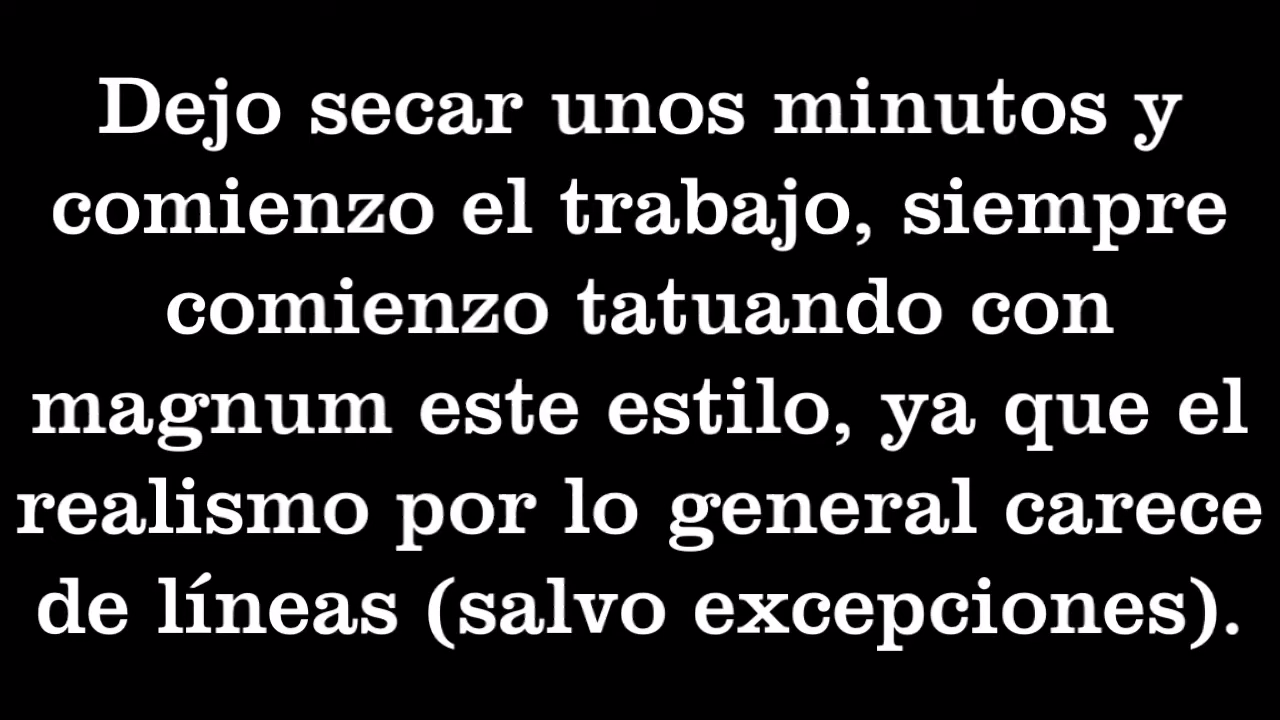 Dejo secar unos minutos y
comienzo el trabajo, siempre
comienzo tatuando con
magnum este estilo, ya que el
realismo por lo general carece
de líneas (salvo excepciones).